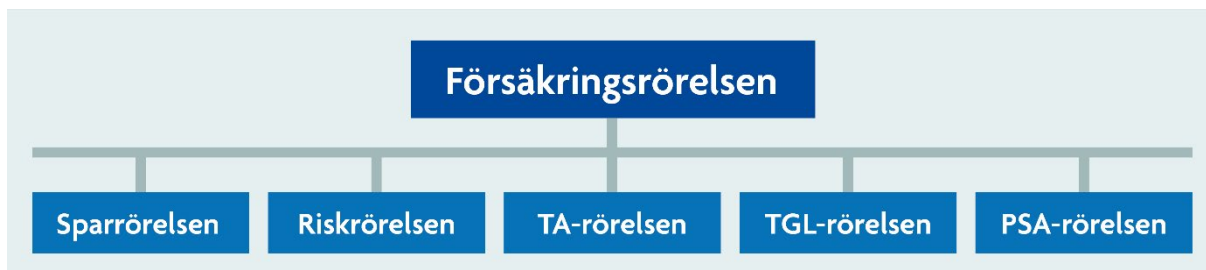 Försäkringsrörelsen
Sparrörelsen
Riskrörelsen
TA-rörelsen
TGL-rörelsen
PSA-rörelsen